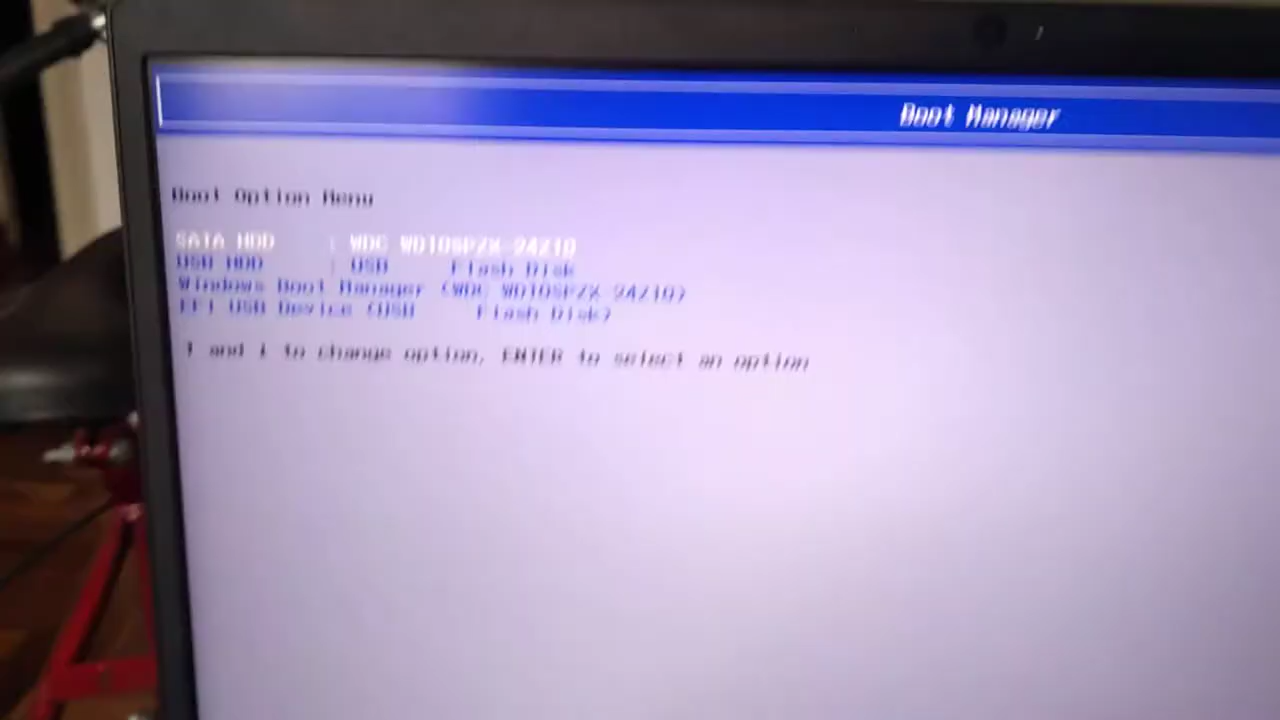 Boot Manager
Boot Option Menu
SATA HDD : WDC WD10SPZX-24Z10
USB HDD : USB Flash Disk
Windows Boot Manager (WDC WD10SPZX-24Z10)
EFI USB Device (USB Flash Disk)
↑ and ↓ to change option, ENTER to select an option